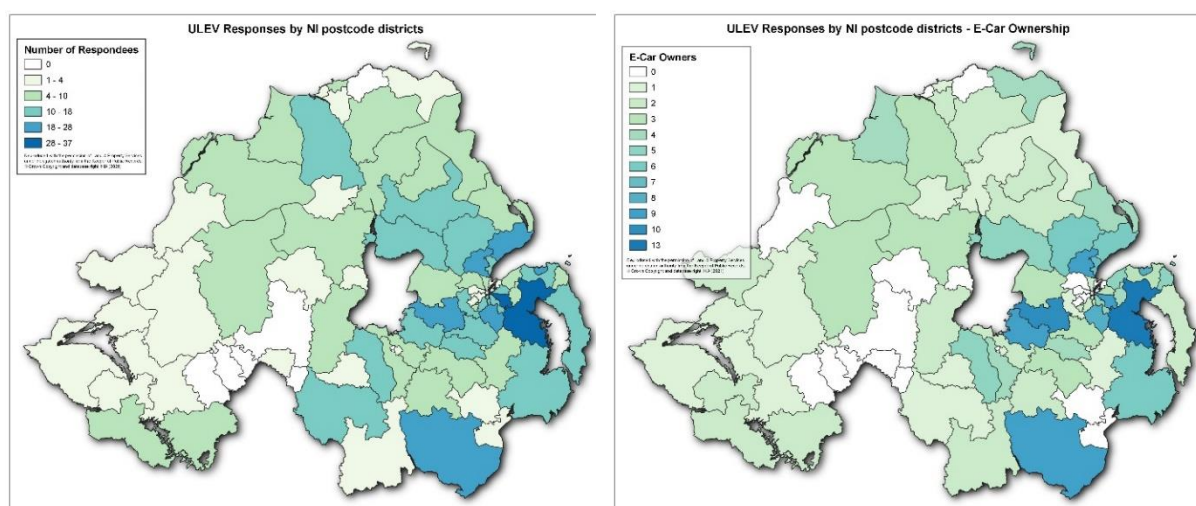 ULEV Responses by NI postcode districts
Number of Respondees
0
1 - 4
4 - 10
10 - 18
18 - 28
28 - 37
ULEV Responses by NI postcode districts - E-Car Ownership
E-Car Owners
0
1
2
3
4
5
6
7
8
9
10
13